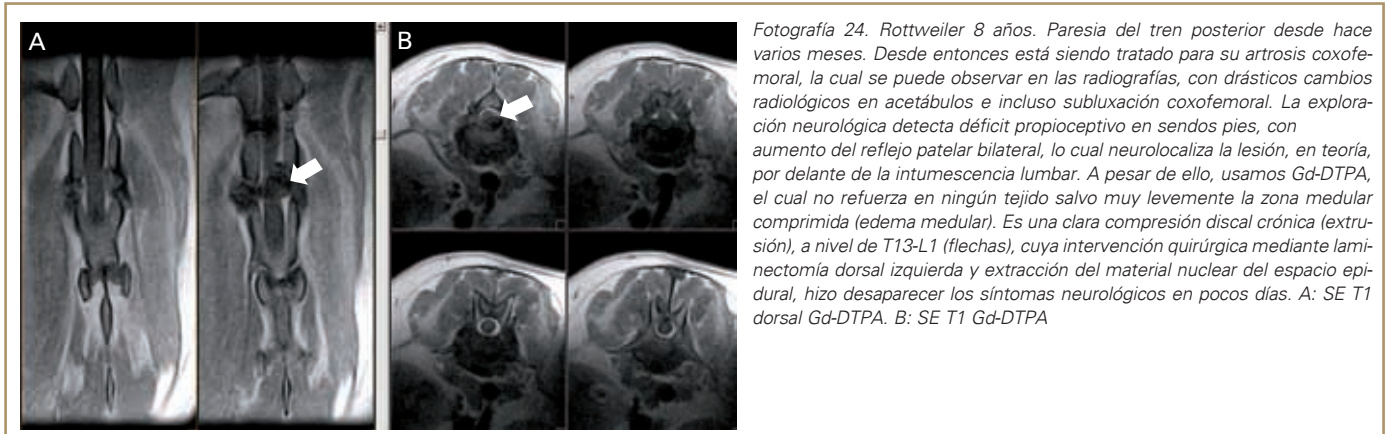 A
B
Fotografía 24. Rottweiler 8 años. Paresia del tren posterior desde hace
varios meses. Desde entonces está siendo tratado para su artrosis coxofe-
moral, la cual se puede observar en las radiografías, con drásticos cambios
radiológicos en acetábulos e incluso subluxación coxofemoral. La explora-
ción neurológica detecta déficit propioceptivo en sendos pies, con
aumento del reflejo patelar bilateral, lo cual neurolocaliza la lesión, en teoría,
por delante de la intumescencia lumbar. A pesar de ello, usamos Gd-DTPA,
el cual no refuerza en ningún tejido salvo muy levemente la zona medular
comprimida (edema medular). Es una clara compresión discal crónica (extru-
sión), a nivel de T13-L1 (flechas), cuya intervención quirúrgica mediante lami-
nectomía dorsal izquierda y extracción del material nuclear del espacio epi-
dural, hizo desaparecer los síntomas neurológicos en pocos días. A: SE T1
dorsal Gd-DTPA. B: SE T1 Gd-DTPA